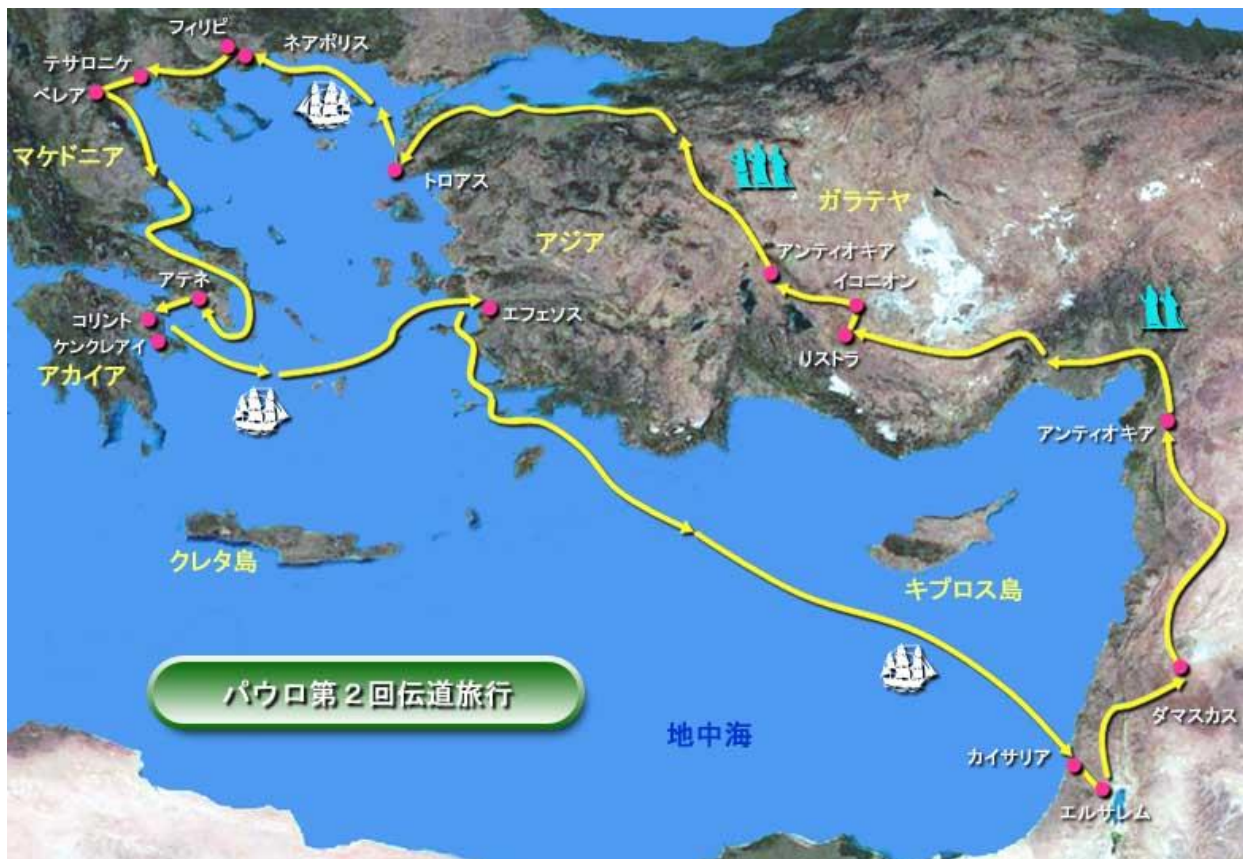 フィリピ
ネアポリス
テサロニケ
ベレア
マケドニア
トロアス
ガラテヤ
アジア
アンティオキア
イコニオン
アテネ
コリント
エフェソス
ケンクレアイ
リストラ
アカイア
アンティオキア
クレタ島
キプロス島
パウロ第2回伝道旅行
ダマスカス
地中海
カイサリア
エルサレム